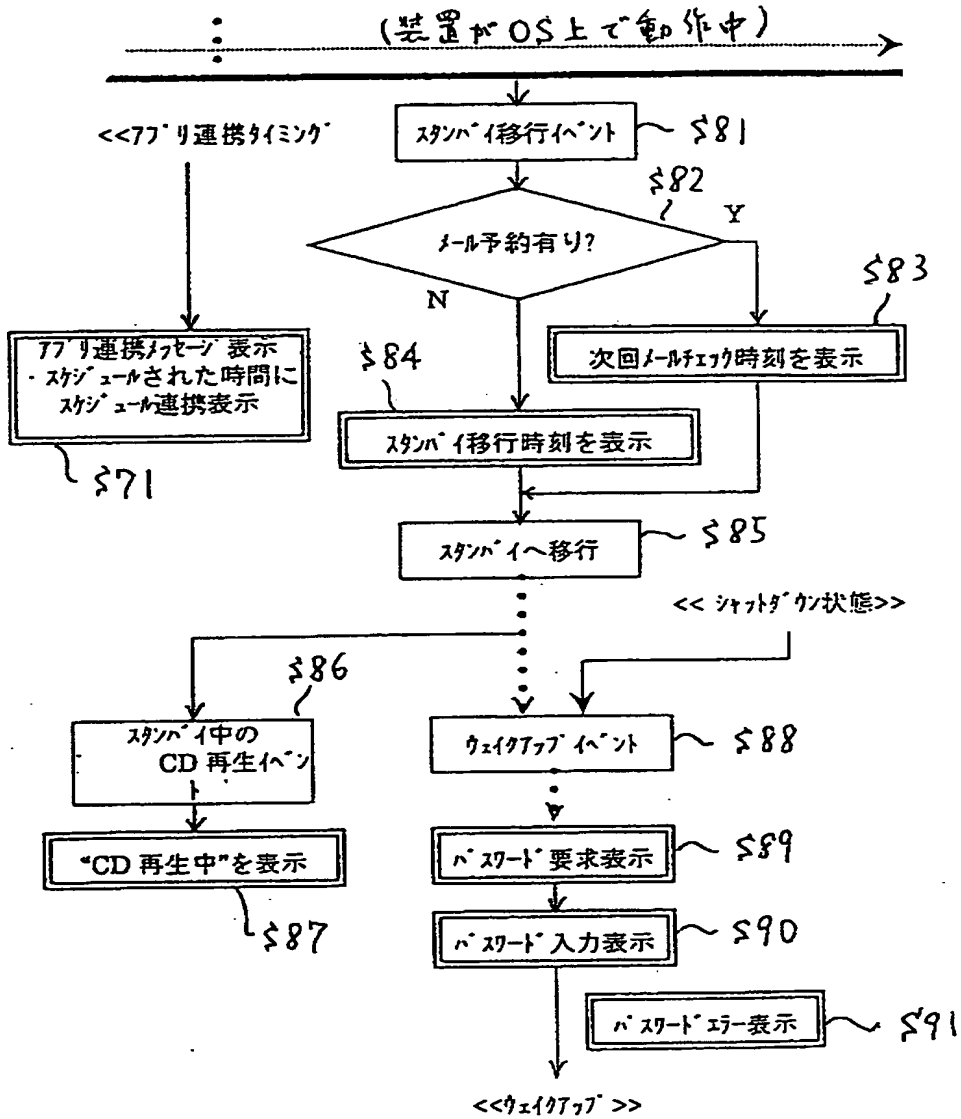 (装置がOS上で動作中)
<<アプリ連携タイミング
スタンバイ移行イベント
S81
S82
メール予約有り?
Y
N
S83
次回メールチェック時刻を表示
アプリ連携メッセージ表示
・スケジュールされた時間に
スケジュール連携表示
S71
S84
スタンバイ移行時刻を表示
スタンバイへ移行
S85
<<シャットダウン状態>>
S86
スタンバイ中の
CD再生イベン
ト
ウェイクアップイベント
S88
"CD再生中"を表示
S87
パスワード要求表示
S89
パスワード入力表示
S90
パスワードエラー表示
S91
<<ウェイクアップ>>